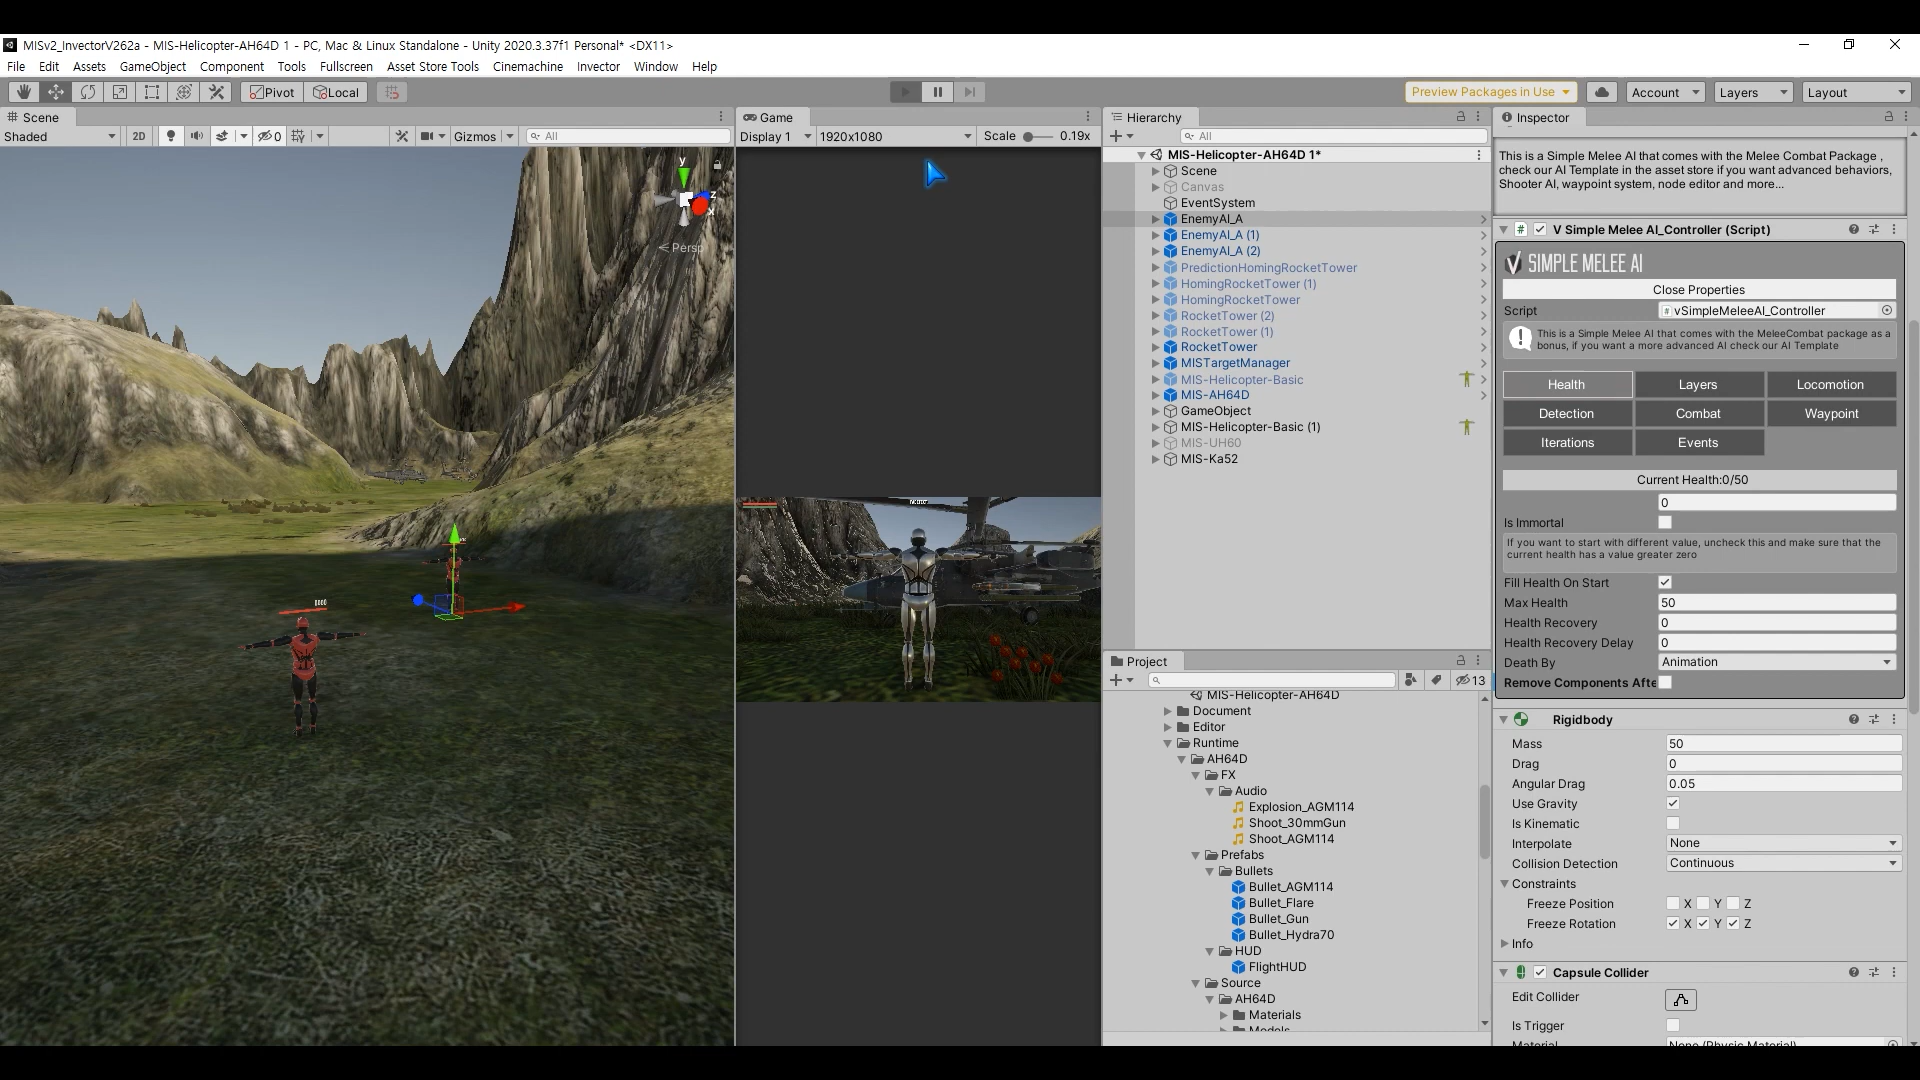 MISv2_InvectorV262a - MIS-Helicopter-AH64D 1 - PC, Mac & Linux Standalone - Unity 2020.3.37f1 Personal* <DX11>
File Edit Assets GameObject Component Tools Fullscreen Asset Store Tools Cinemachine Invector Window Help
Pivot Local Preview Packages in Use Account Layers Layout
Scene
Shaded 2D 0 Gizmos All
y
z
x
Persp
Game
Display 1 1920x1080 Scale 0.19x
Hierarchy
All
MIS-Helicopter-AH64D 1*
Scene
Canvas
EventSystem
EnemyAI_A
EnemyAI_A (1)
EnemyAI_A (2)
PredictionHomingRocketTower
HomingRocketTower (1)
HomingRocketTower
RocketTower (2)
RocketTower (1)
RocketTower
MISTargetManager
MIS-Helicopter-Basic
MIS-AH64D
GameObject
MIS-Helicopter-Basic (1)
MIS-UH60
MIS-Ka52
Project
13
MIS-Helicopter-AH64D
Document
Editor
Runtime
AH64D
FX
Audio
Explosion_AGM114
Shoot_30mmGun
Shoot_AGM114
Prefabs
Bullets
Bullet_AGM114
Bullet_Flare
Bullet_Gun
Bullet_Hydra70
HUD
FlightHUD
Source
AH64D
Materials
Models
Inspector
This is a Simple Melee AI that comes with the Melee Combat Package ,
check our AI Template in the asset store if you want advanced behaviors,
Shooter AI, waypoint system, node editor and more...
V Simple Melee AI_Controller (Script)
SIMPLE MELEE AI
Close Properties
Script vSimpleMeleeAI_Controller
This is a Simple Melee AI that comes with the MeleeCombat package as a
bonus, if you want a more advanced AI check our AI Template
Health Layers Locomotion
Detection Combat Waypoint
Iterations Events
Current Health:0/50
0
Is Immortal
If you want to start with different value, uncheck this and make sure that the
current health has a value greater zero
Fill Health On Start
Max Health 50
Health Recovery 0
Health Recovery Delay 0
Death By Animation
Remove Components Afte
Rigidbody
Mass 50
Drag 0
Angular Drag 0.05
Use Gravity
Is Kinematic
Interpolate None
Collision Detection Continuous
Constraints
Freeze Position X Y Z
Freeze Rotation X Y Z
Info
Capsule Collider
Edit Collider
Is Trigger
Material None (Physic Material)